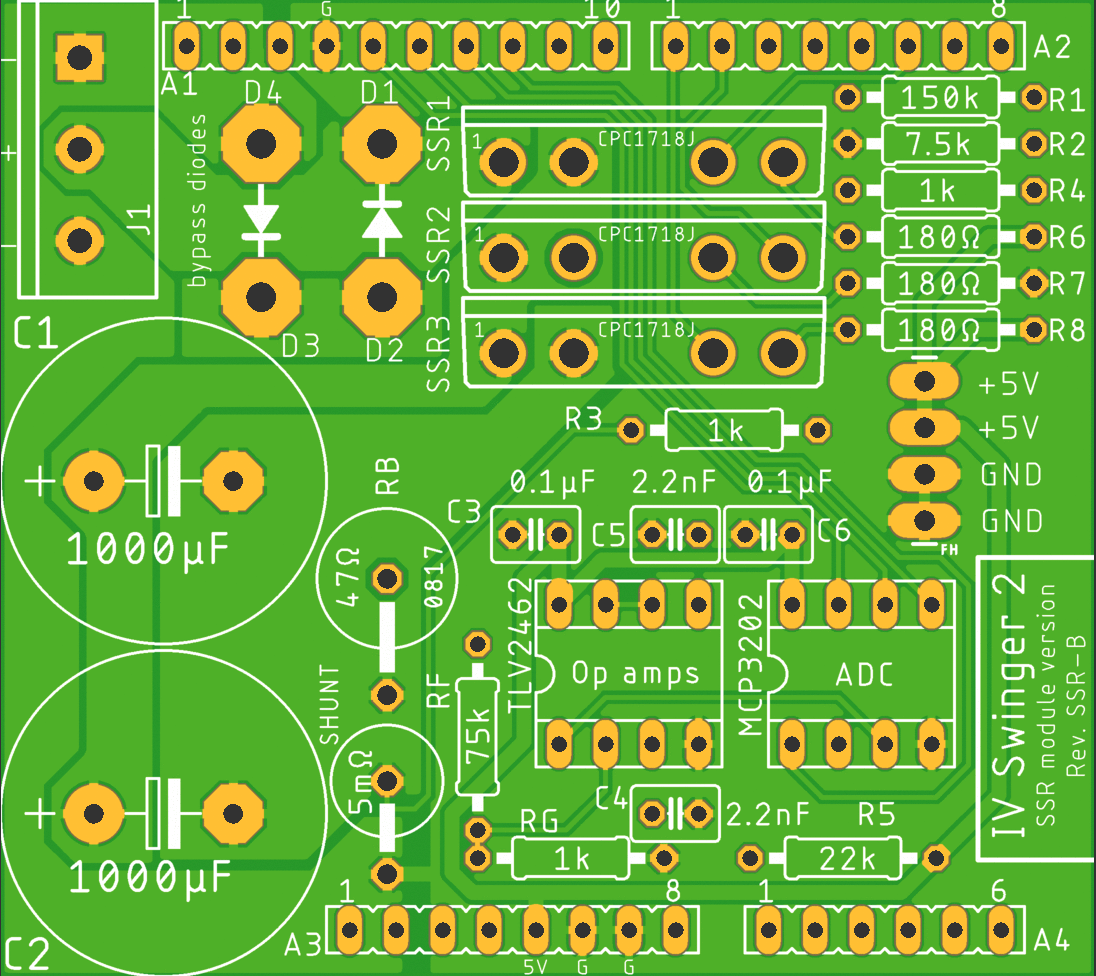 1
G
10
1
8
A1
A2
D4
D1
bypass diodes
J1
+
-
-
SSR1
1
CPC1718J
SSR2
1
CPC1718J
SSR3
1
CPC1718J
150k
R1
7.5k
R2
1k
R4
180Ω
R6
180Ω
R7
180Ω
R8
D3
D2
C1
+5V
+5V
GND
GND
FH
R3
1k
+
1000µF
RB
47Ω
0817
0.1µF
2.2nF
0.1µF
C3
C5
C6
TLV2462
Op amps
MCP3202
ADC
IV Swinger 2
SSR module version
Rev. SSR-B
SHUNT
5mΩ
RF
75k
+
1000µF
C2
C4
2.2nF
R5
RG
1k
22k
1
8
A3
5V
G
G
1
6
A4